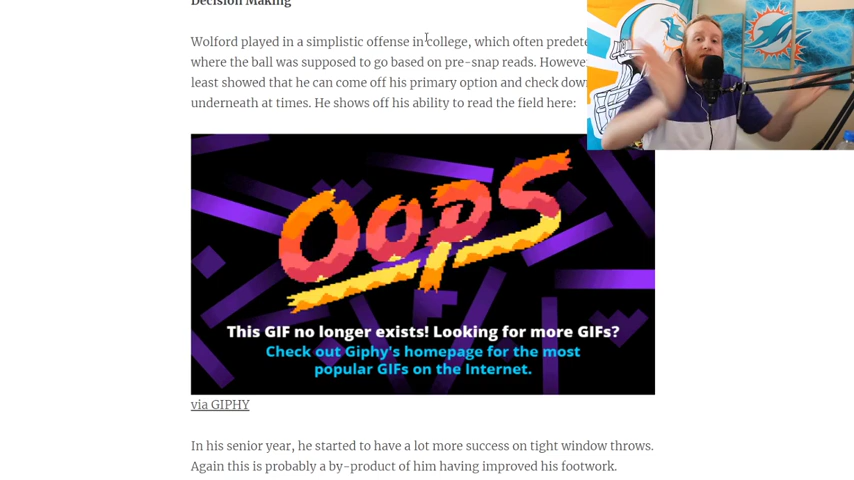 Decision Making
Wolford played in a simplistic offense in college, which often
where the ball was supposed to go based on pre-snap reads.
least showed that he can come off his primary option and check
underneath at times. He shows off his ability to read the field here:
OOPS
This GIF no longer exists! Looking for more GIFs?
Check out Giphy's homepage for the most
popular GIFs on the Internet.
via GIPHY
In his senior year, he started to have a lot more success on tight window throws.
Again this is probably a by-product of him having improved his footwork.